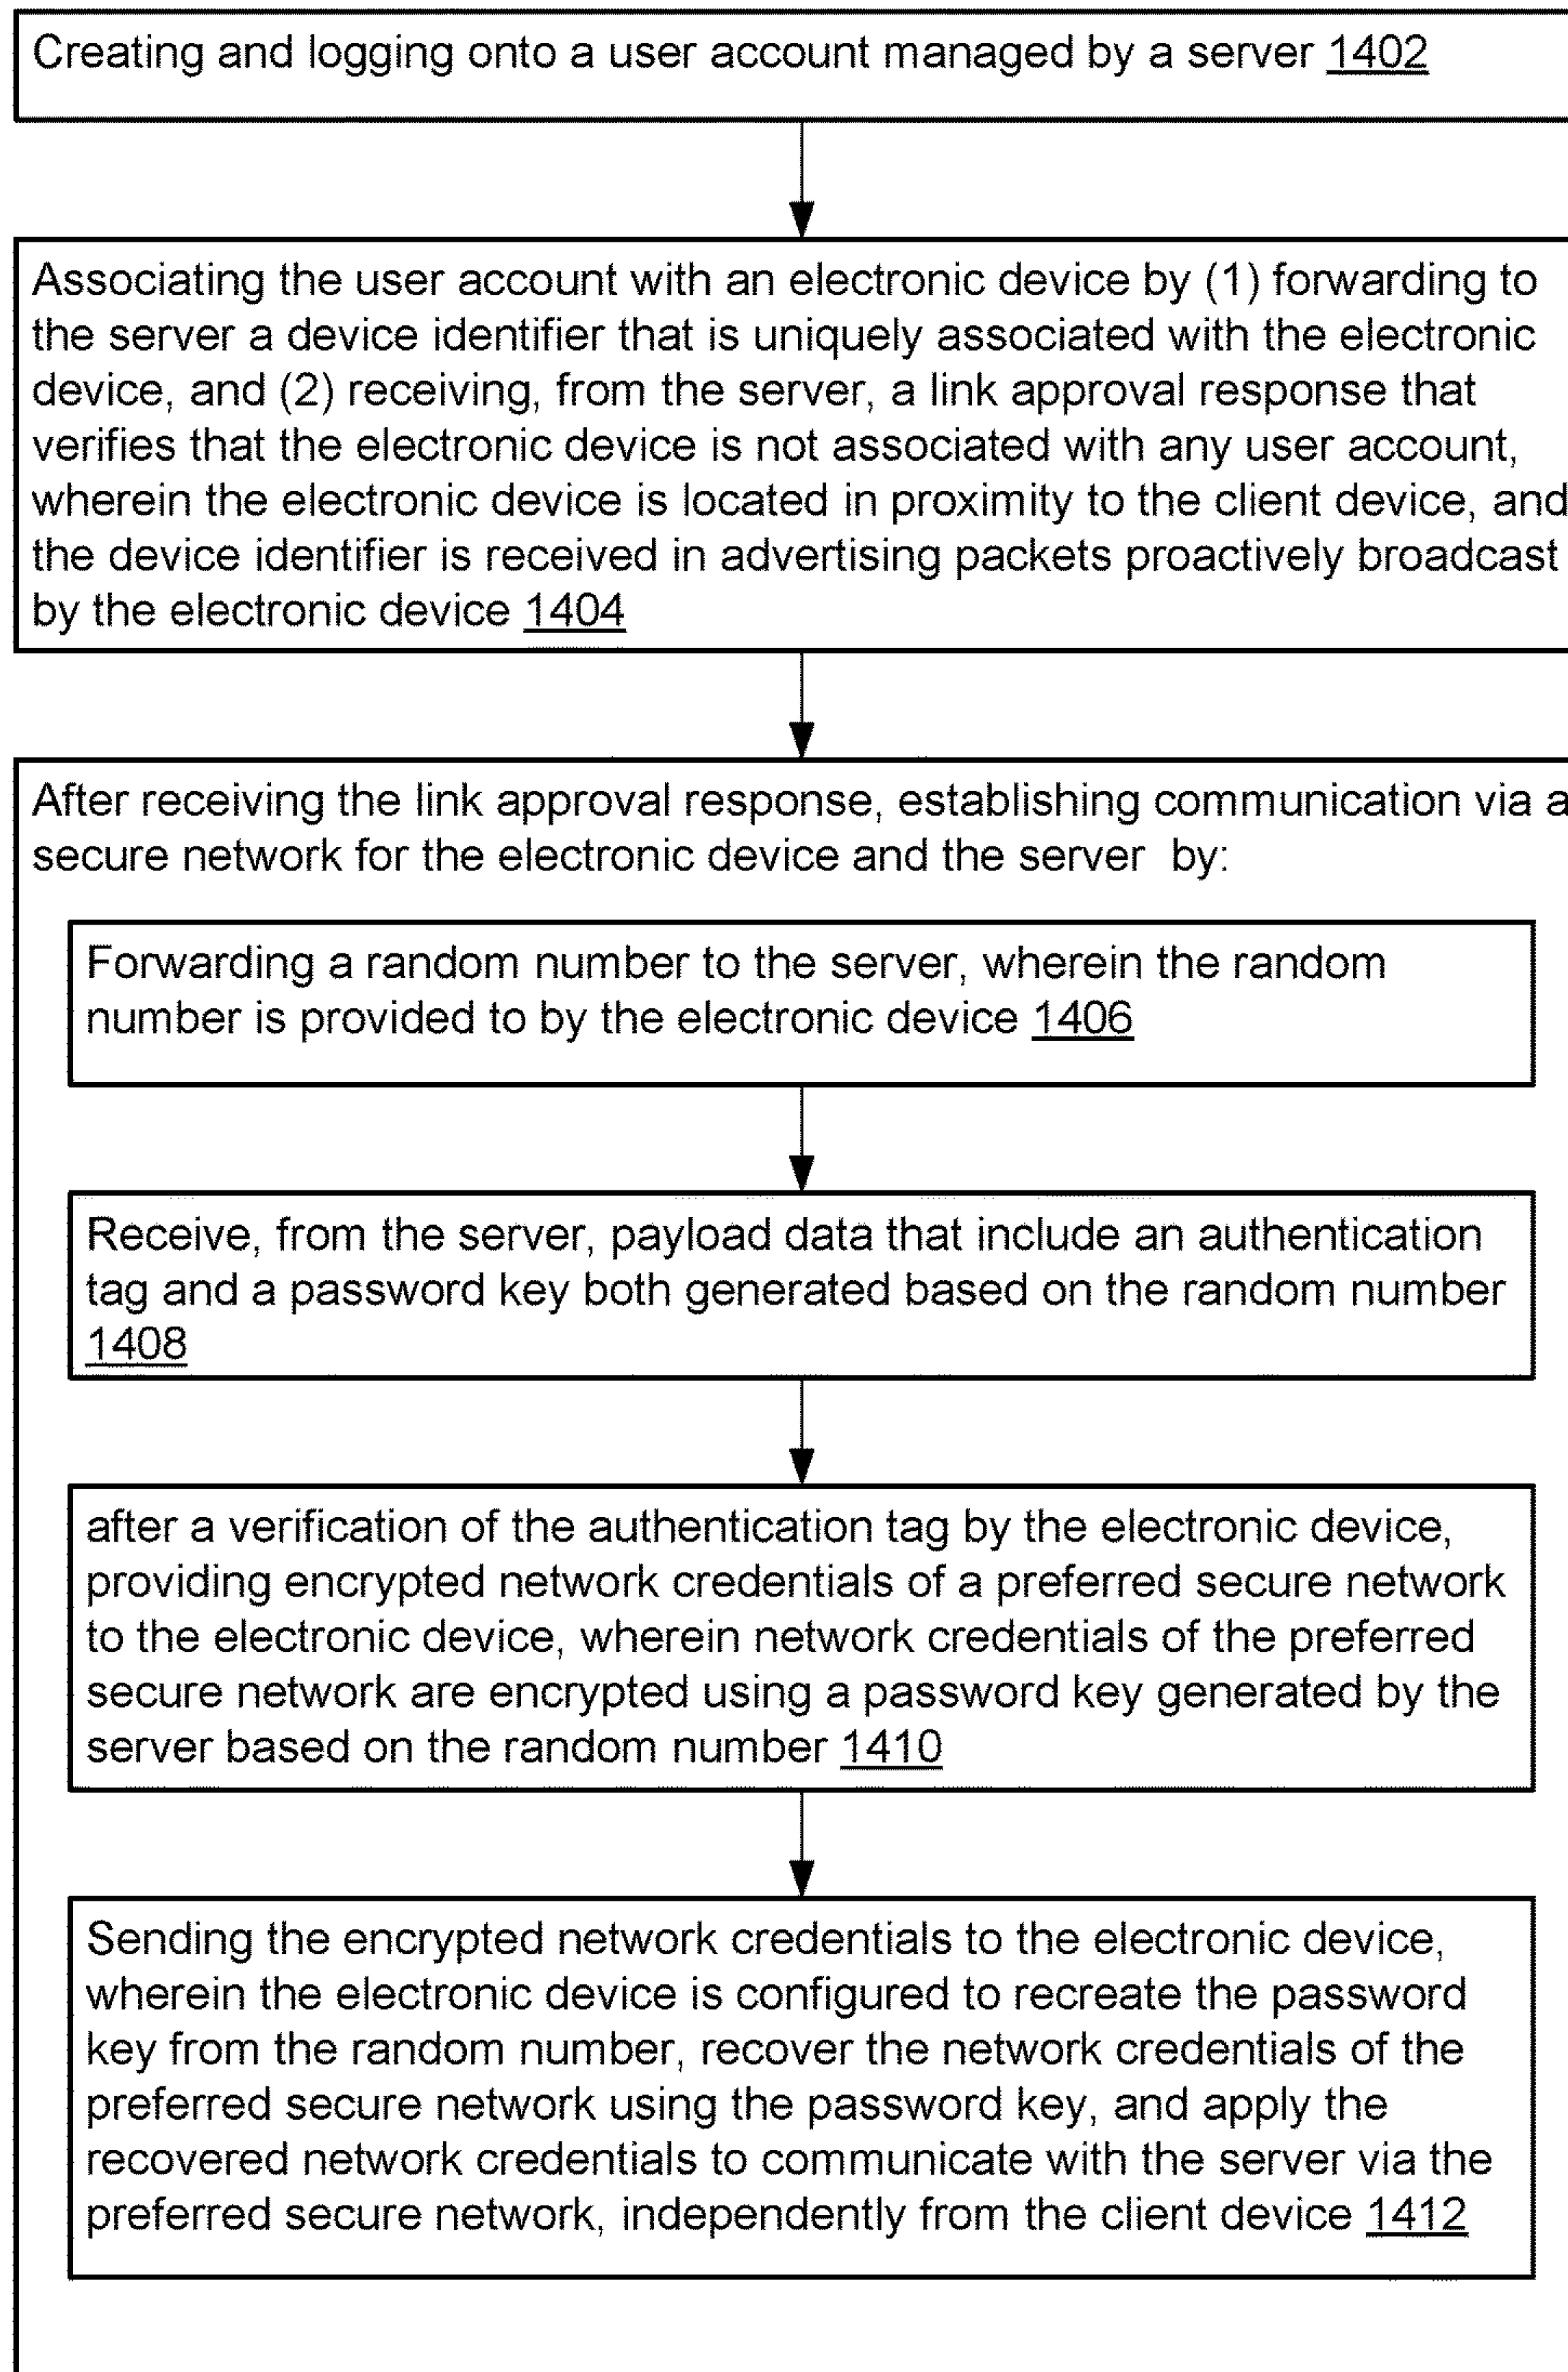 Creating and logging onto a user account managed by a server 1402
Associating the user account with an electronic device by (1) forwarding to
the server a device identifier that is uniquely associated with the electronic
device, and (2) receiving, from the server, a link approval response that
verifies that the electronic device is not associated with any user account,
wherein the electronic device is located in proximity to the client device, and
the device identifier is received in advertising packets proactively broadcast
by the electronic device 1404
After receiving the link approval response, establishing communication via a
secure network for the electronic device and the server by:
Forwarding a random number to the server, wherein the random
number is provided to by the electronic device 1406
Receive, from the server, payload data that include an authentication
tag and a password key both generated based on the random number
1408
after a verification of the authentication tag by the electronic device,
providing encrypted network credentials of a preferred secure network
to the electronic device, wherein network credentials of the preferred
secure network are encrypted using a password key generated by the
server based on the random number 1410
Sending the encrypted network credentials to the electronic device,
wherein the electronic device is configured to recreate the password
key from the random number, recover the network credentials of the
preferred secure network using the password key, and apply the
recovered network credentials to communicate with the server via the
preferred secure network, independently from the client device 1412